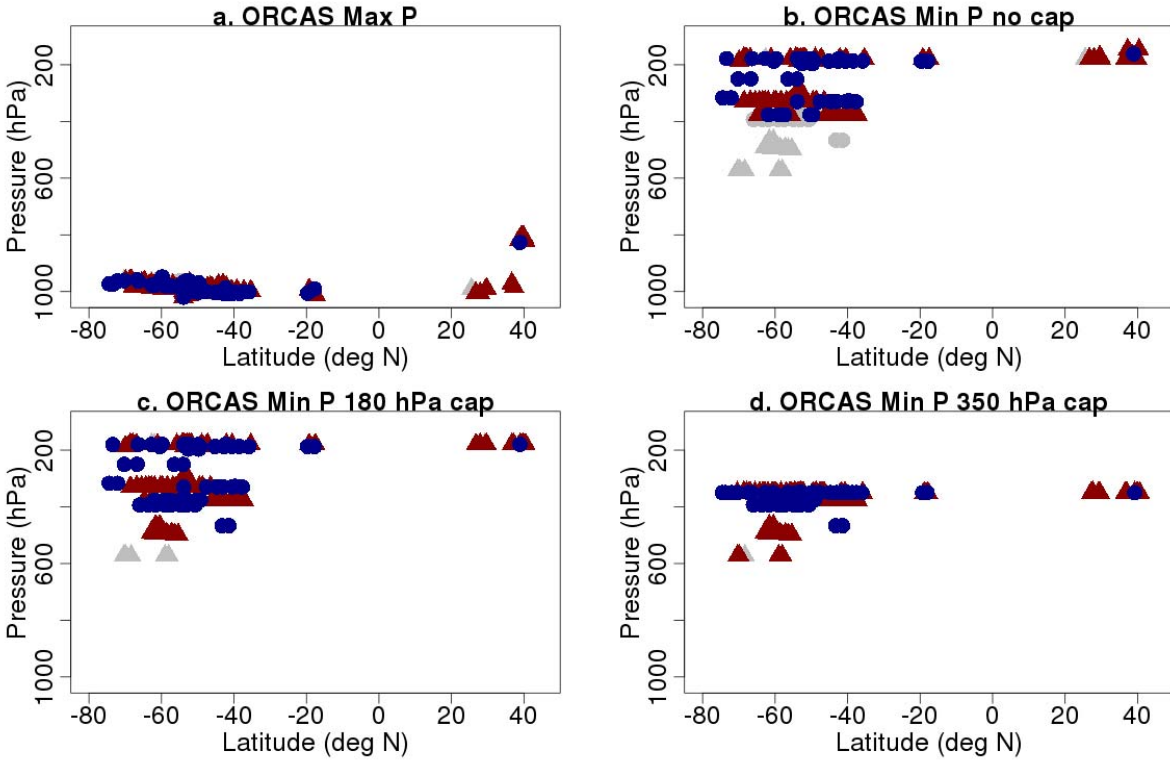 a. ORCAS Max P
Pressure (hPa)
200
600
1000
-80 -60 -40 -20 0 20 40
Latitude (deg N)
b. ORCAS Min P no cap
Pressure (hPa)
200
600
1000
-80 -60 -40 -20 0 20 40
Latitude (deg N)
c. ORCAS Min P 180 hPa cap
Pressure (hPa)
200
600
1000
-80 -60 -40 -20 0 20 40
Latitude (deg N)
d. ORCAS Min P 350 hPa cap
Pressure (hPa)
200
600
1000
-80 -60 -40 -20 0 20 40
Latitude (deg N)